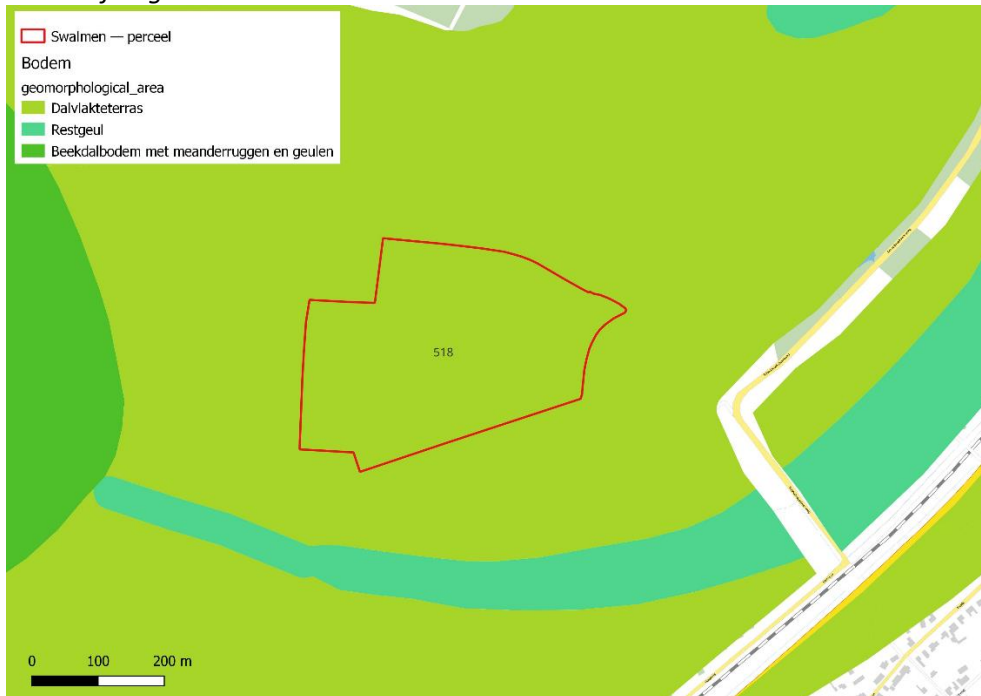 Swalmen — perceel
Bodem
geomorphological_area
Dalvlakteterras
Restgeul
Beekdalbodem met meanderruggen en geulen
518
0 100 200 m